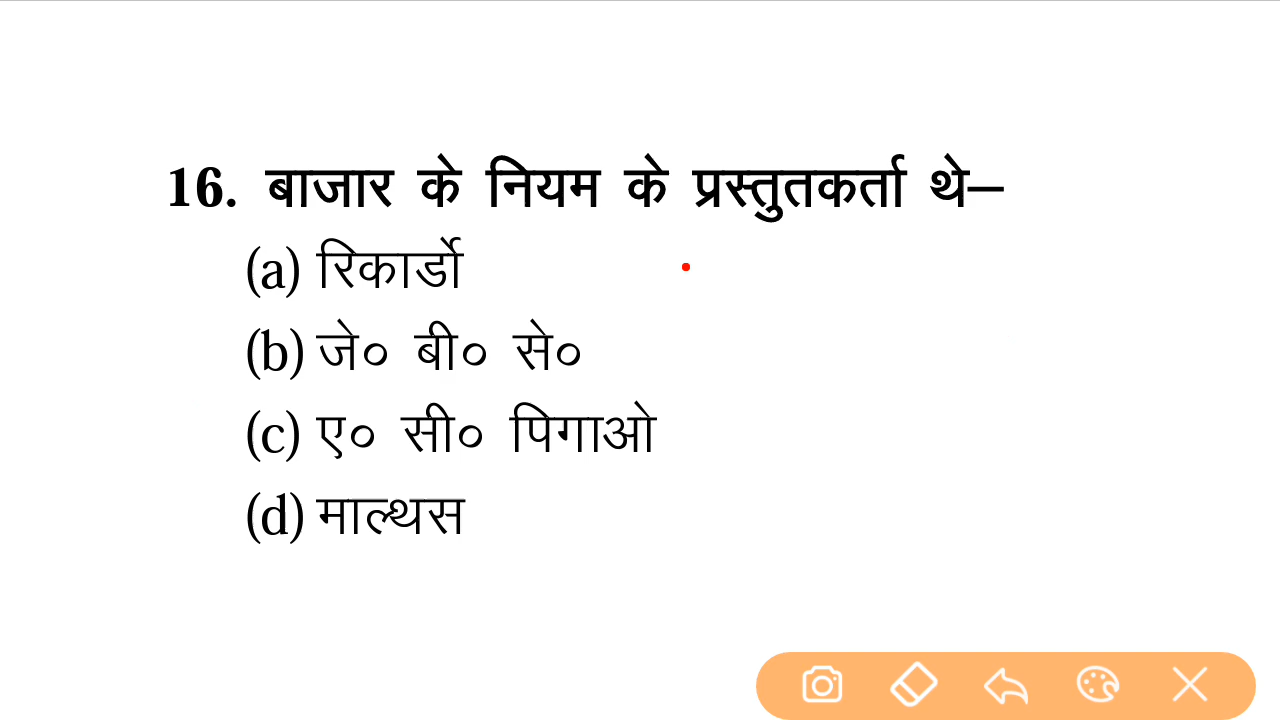 16. बाजार के नियम के प्रस्तुतकर्ता थे–
(a) रिकार्डो
(b) जे० बी० से०
(c) ए० सी० पिगाओ
(d) माल्थस